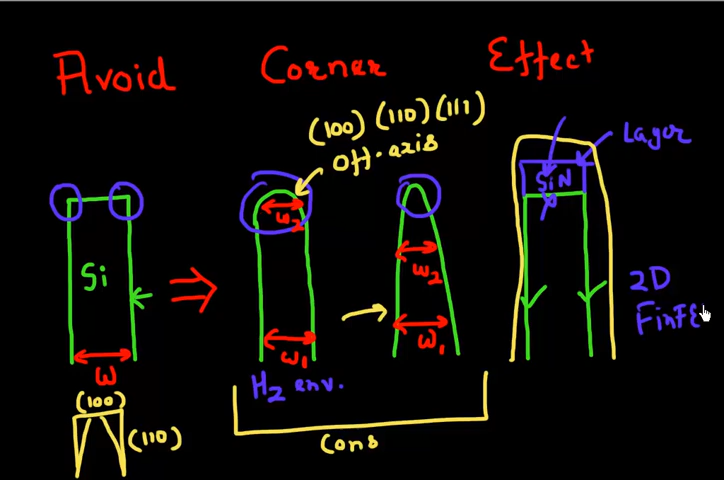 Avoid Corner Effect
(100) (110) (111)
Off-axis
Layer
SiN
W2
Si
W2
2D
FinFE
W1
W1
W
H2 env.
(100)
(110)
Cons